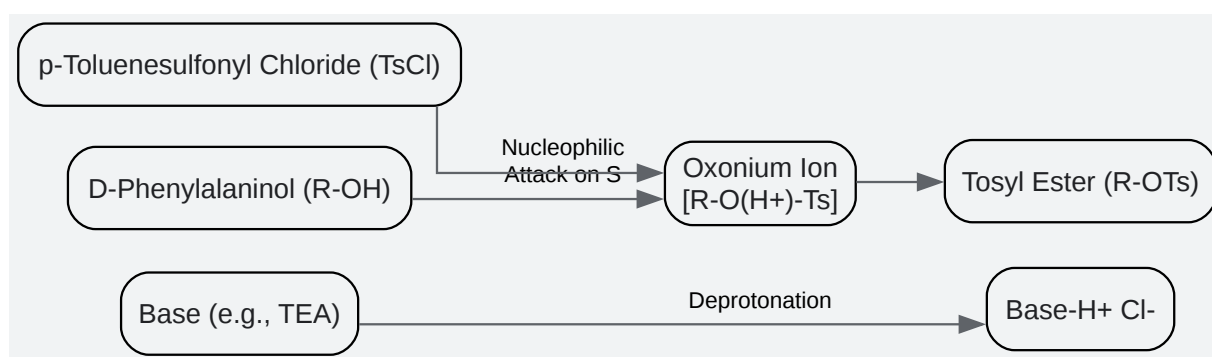 p-Toluenesulfonyl Chloride (TsCl)
Nucleophilic
Attack on S
D-Phenylalaninol (R-OH)
Oxonium Ion
[R-O(H+)-Ts]
Tosyl Ester (R-OTs)
Base (e.g., TEA)
Deprotonation
Base-H+ Cl-